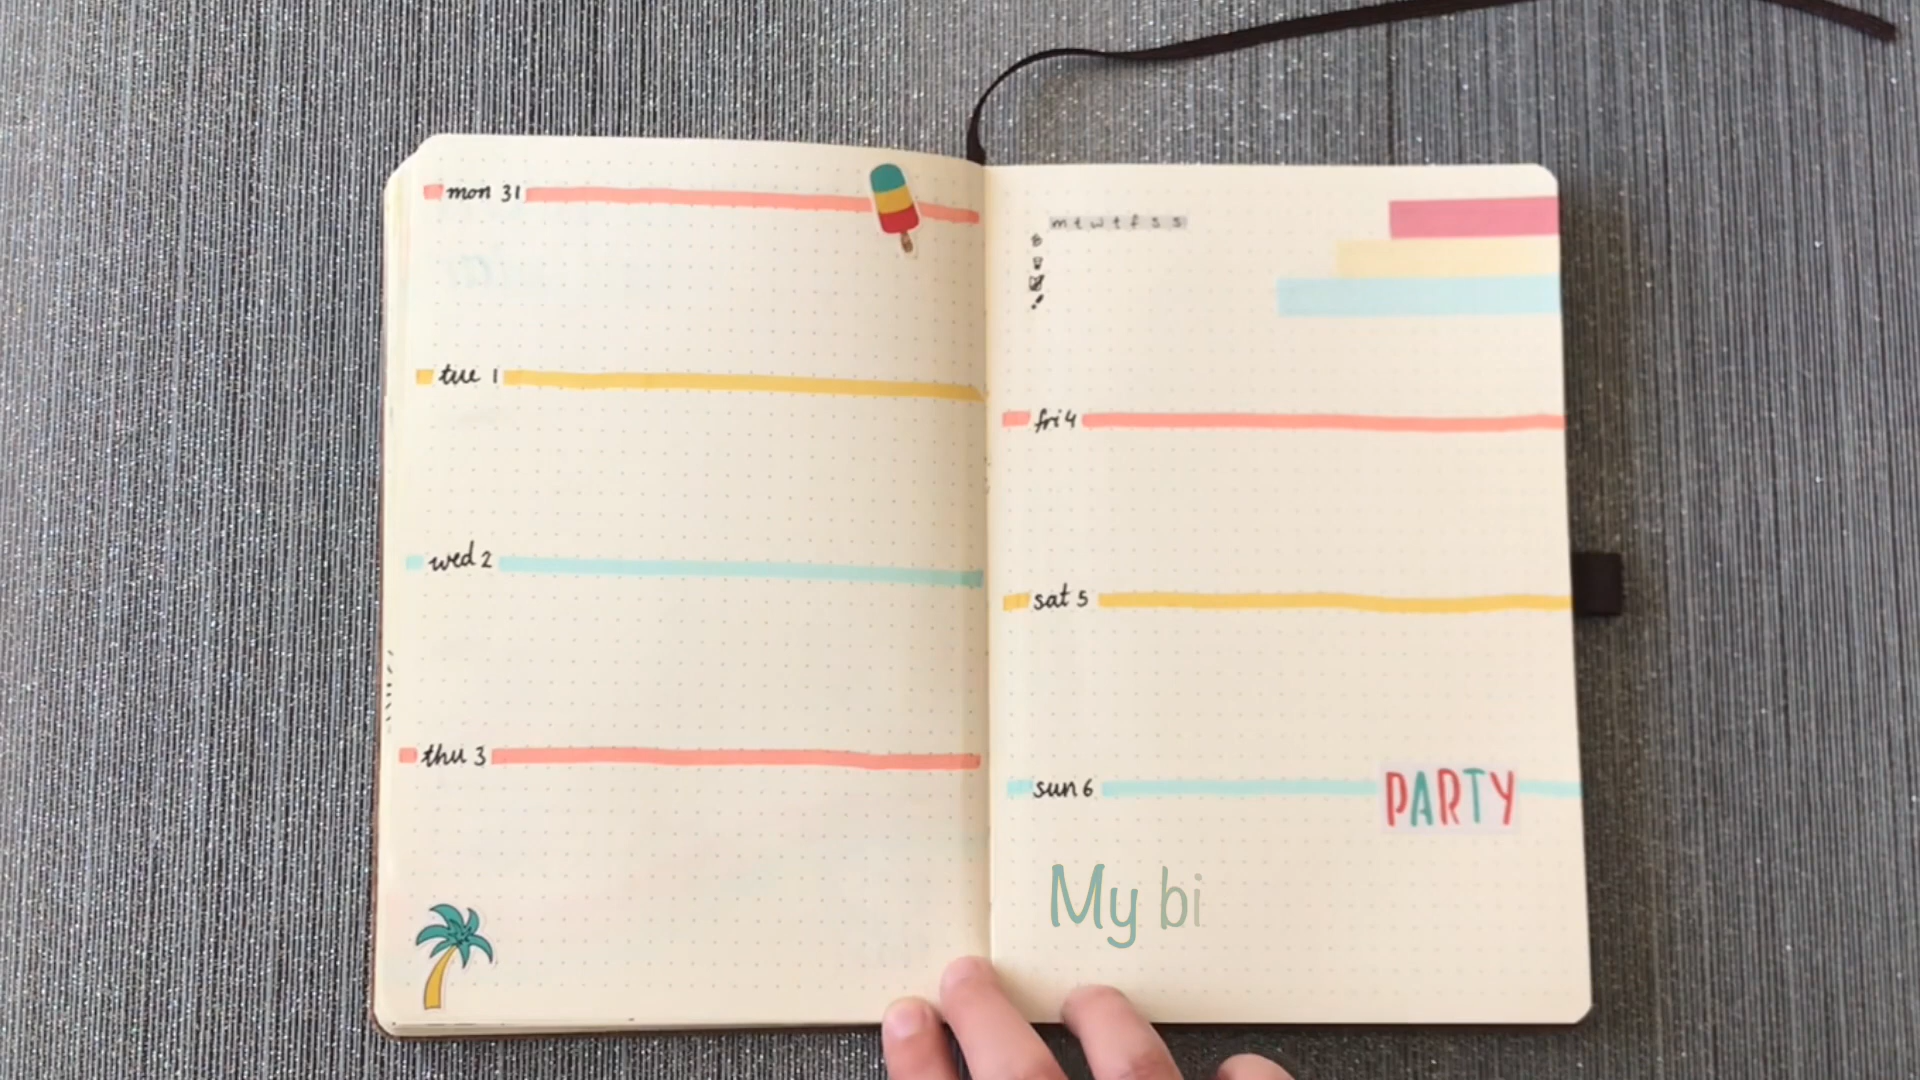 mon 31
tue 1
wed 2
thu 3
m t w t f s s
fri 4
sat 5
sun 6
PARTY
My bi